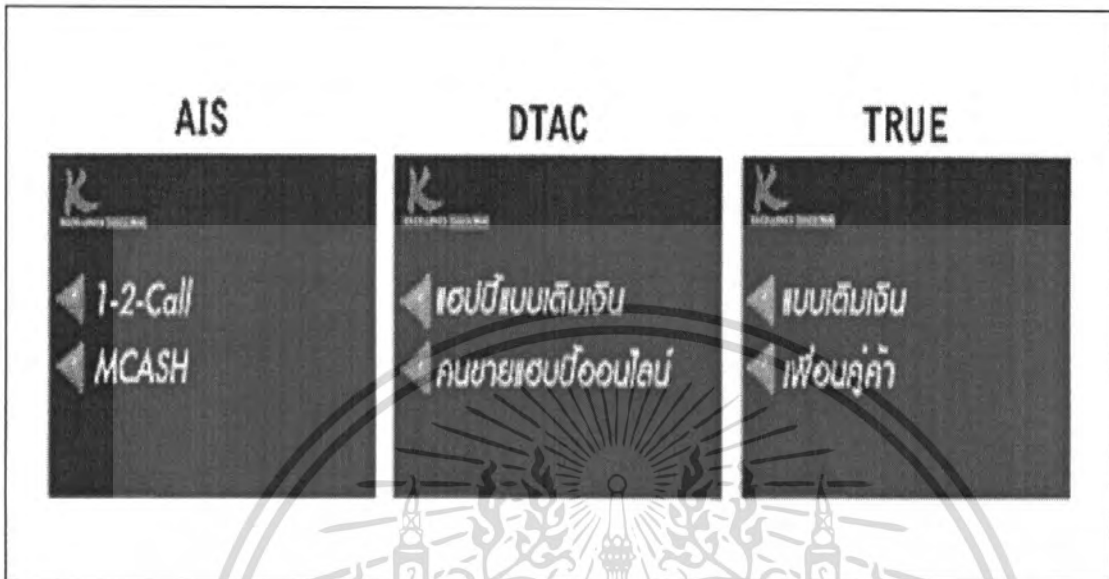 AIS
DTAC
TRUE
K
1-2-Call
MCASH
K
แฮปปี้แบบเติมเงิน
คนขายแฮปปี้ออนไลน์
K
แบบเติมเงิน
เพื่อนคู่ค้า